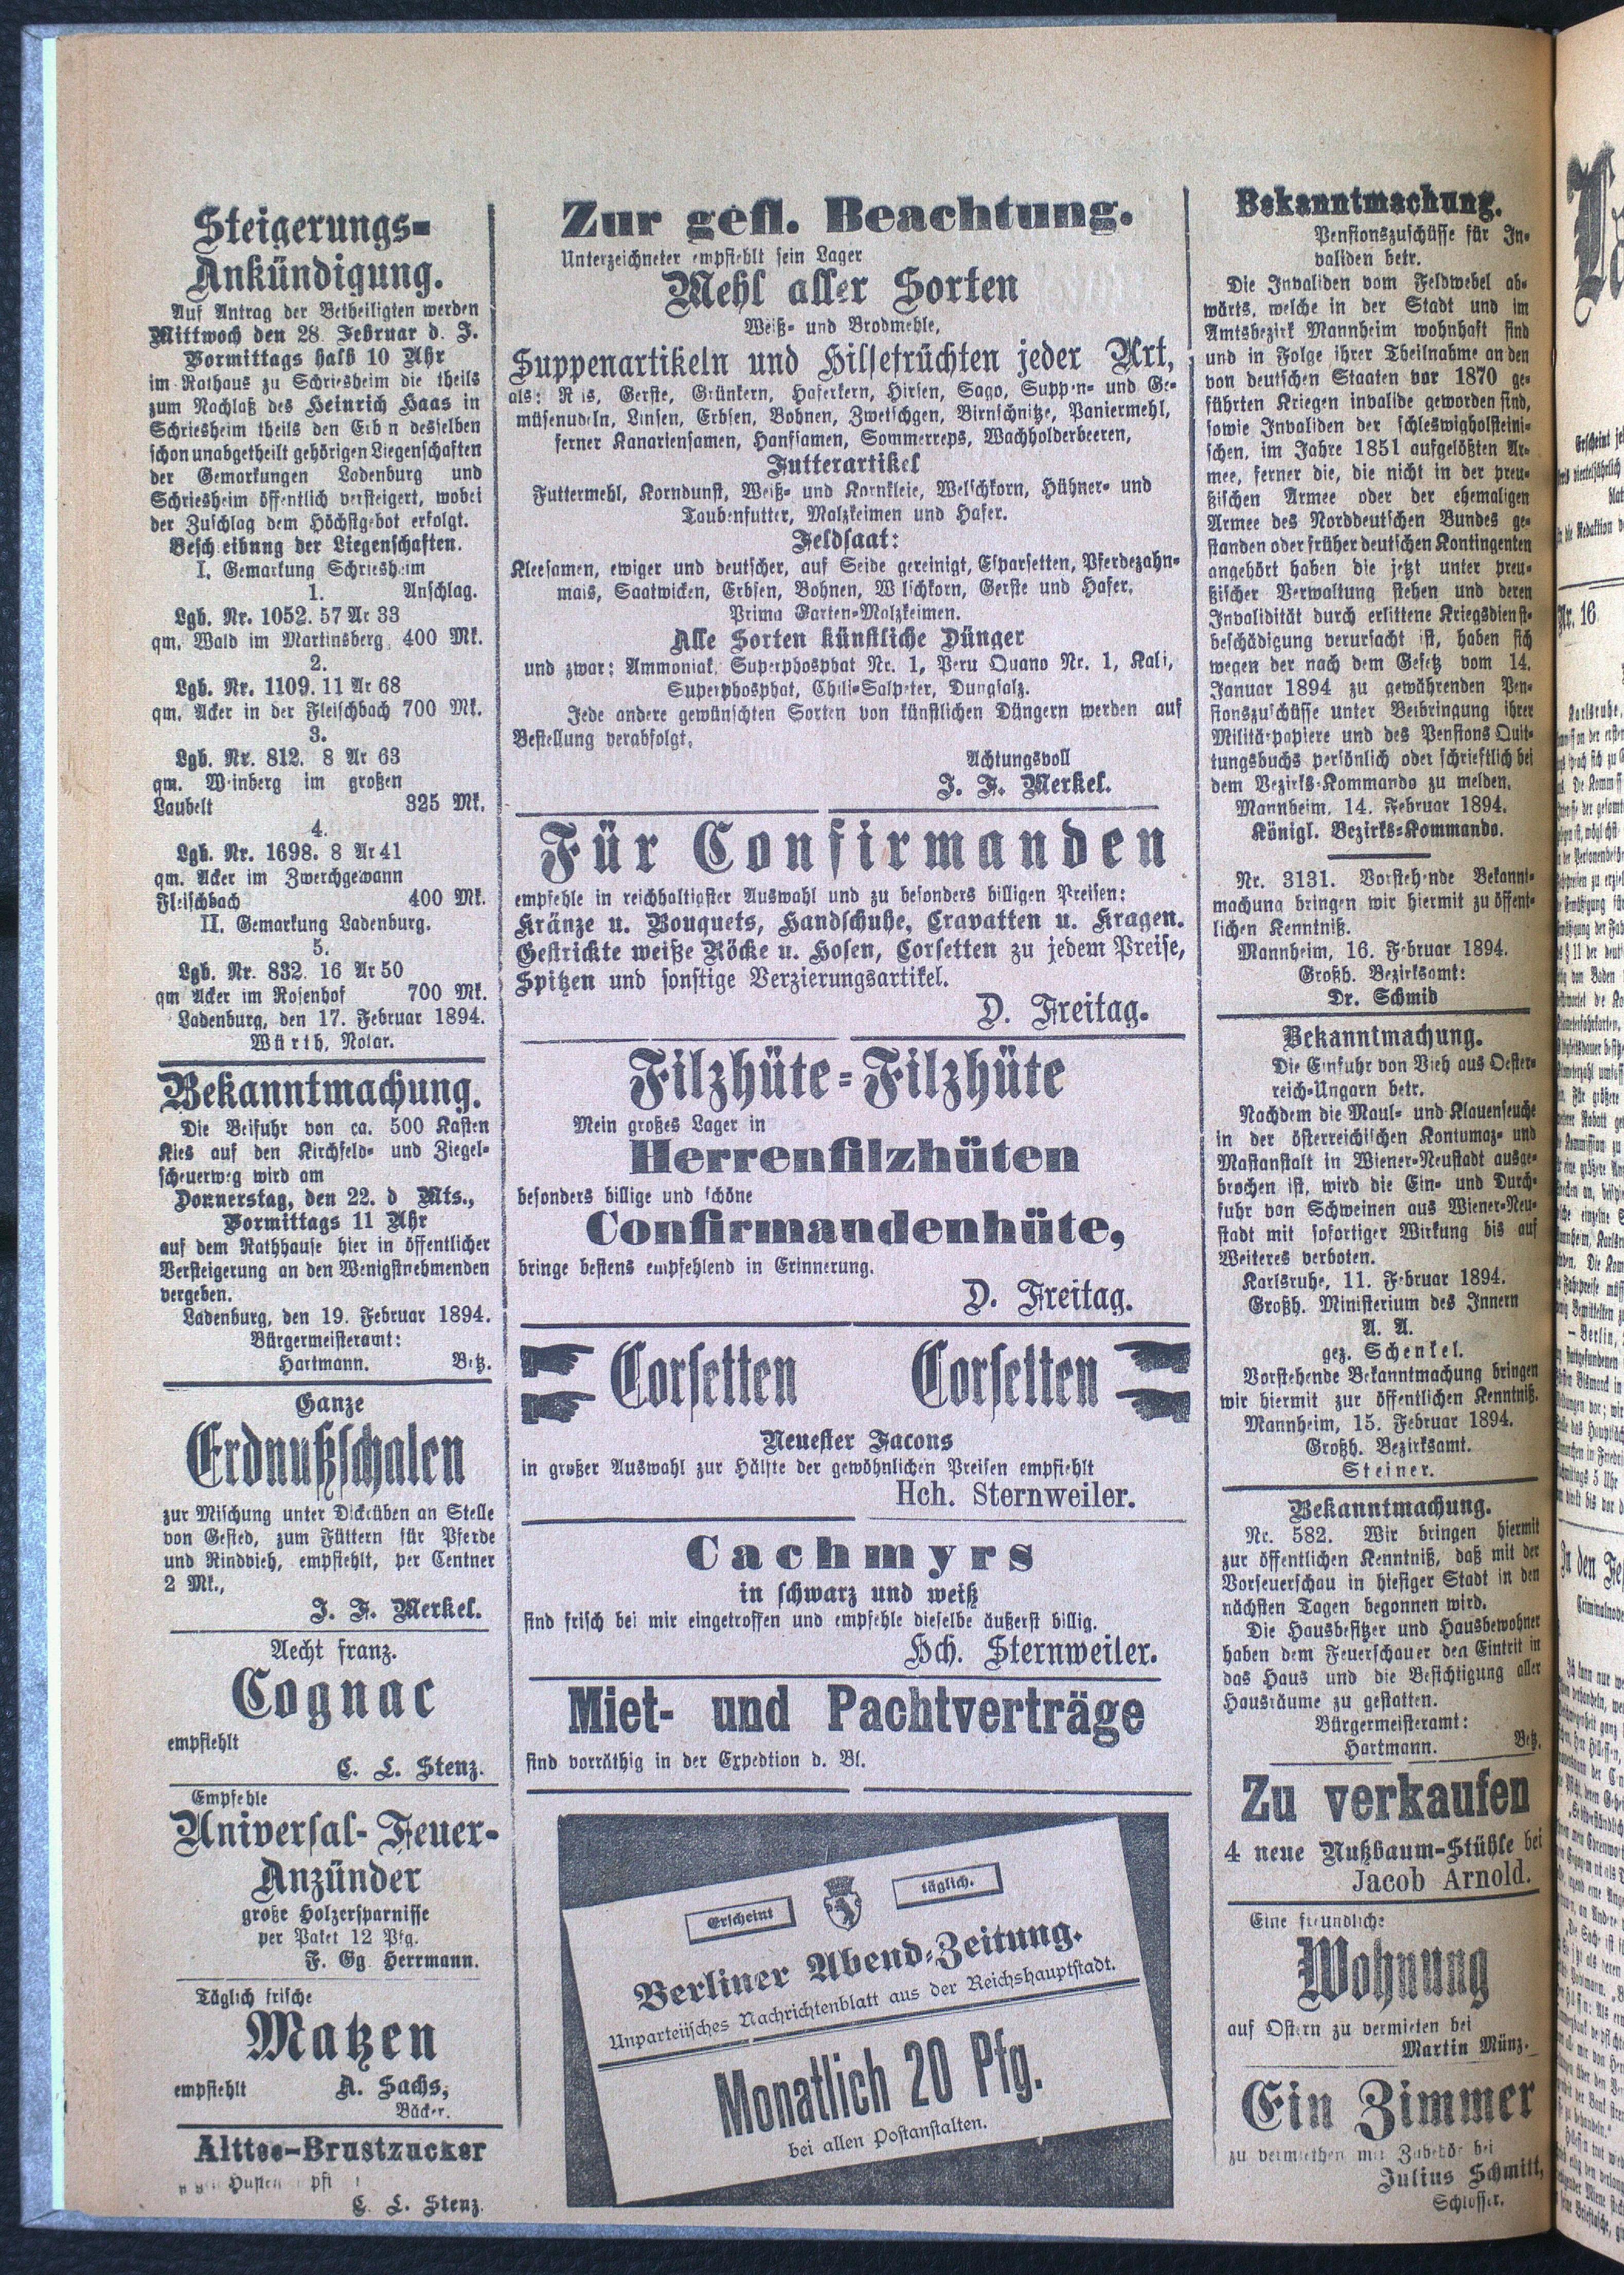 Steigerungs-
Ankündigung.
Auf Antrag der Betheiligten werden
Mittwoch den 28. Februar d. J.
Vormittags halb 10 Uhr
im Rathaus zu Schriesheim die theils
zum Nachlaß des Heinrich Haas in
Schriesheim theils den Erb n desselben
schon unabgetheilt gehörigen Liegenschaften
der Gemarkungen Ladenburg und
Schriesheim öffentlich versteigert, wobei
der Zuschlag dem Höchstgebot erfolgt.
Besch eibung der Liegenschaften.
I. Gemarkung Schriesheim
1. Anschlag.
Lgb. Nr. 1052. 57 Ar 33
qm. Wald im Martinsberg, 400 Mk.
2.
Lgb. Nr. 1109. 11 Ar 68
qm. Acker in der Fleischbach 700 Mk.
3.
Lgb. Nr. 812. 8 Ar 63
qm. Weinberg im großen
Laubelt 325 Mk.
4.
Lgb. Nr. 1698. 8 Ar 41
qm. Acker im Zwerchgewann
Fleischbach 400 Mk.
II. Gemarkung Ladenburg.
5.
Lgb. Nr. 832. 16 Ar 50
qm Acker im Rosenhof 700 Mk.
Ladenburg, den 17. Februar 1894.
Würth, Notar.
Bekanntmachung.
Die Beifuhr von ca. 500 Kasten
Kies auf den Kirchfeld- und Ziegel-
scheuerweg wird am
Donnerstag, den 22. d Mts.,
Vormittags 11 Uhr
auf dem Rathhause hier in öffentlicher
Versteigerung an den Wenigstnehmenden
vergeben.
Ladenburg, den 19. Februar 1894.
Bürgermeisteramt:
Hartmann. Betz.
Ganze
Erdnußschalen
zur Mischung unter Dickrüben an Stelle
von Gesied, zum Füttern für Pferde
und Rindvieh, empfiehlt, per Centner
2 Mk.,
J. F. Merkel.
Aecht franz.
Cognac
empfiehlt
C. L. Stenz.
Empfehle
Universal-Feuer-
Anzünder
große Holzersparnisse
per Paket 12 Pfg.
F. Gg Herrmann.
Täglich frische
Matzen
empfiehlt A. Sachs,
Bäcker.
Alttee-Brustzucker
Husten
C. L. Stenz.
Zur gefl. Beachtung.
Unterzeichneter empfiehlt sein Lager
Mehl aller Sorten
Weiß- und Brodmehle,
Suppenartikeln und Hilsefrüchten jeder Art,
als: Reis, Gerste, Grünkern, Haferkern, Hirsen, Sago, Suppen- und Ge-
müsenudeln, Linsen, Erbsen, Bohnen, Zwetschgen, Birnschnitze, Paniermehl,
ferner Kanariensamen, Hanfsamen, Sommerreps, Wachholderbeeren,
Futterartikel
Futtermehl, Korndunst, Weiß- und Kornkleie, Welschkorn, Hühner- und
Taubenfutter, Malzkeimen und Hafer.
Feldsaat:
Kleesamen, ewiger und deutscher, auf Seide gereinigt, Esparsetten, Pferdezahn-
mais, Saatwicken, Erbsen, Bohnen, W lschkorn, Gerste und Hafer.
Prima Garten-Malzkeimen.
Alle Sorten künstliche Dünger
und zwar: Ammoniak, Superphosphat Nr. 1, Peru Quano Nr. 1, Kali,
Superphosphat, Chili-Salpeter, Dungsalz.
Jede andere gewünschten Sorten von künstlichen Düngern werden auf
Bestellung verabfolgt.
Achtungsvoll
J. F. Merkel.
Für Confirmanden
empfehle in reichhaltigster Auswahl und zu besonders billigen Preisen:
Kränze u. Bouquets, Handschuhe, Cravatten u. Kragen.
Gestrickte weiße Röcke u. Hosen, Corsetten zu jedem Preise,
Spitzen und sonstige Verzierungsartikel.
D. Freitag.
Filzhüte-Filzhüte
Mein großes Lager in
Herrenfilzhüten
besonders billige und schöne
Confirmandenhüte,
bringe bestens empfehlend in Erinnerung.
D. Freitag.
Corsetten Corsetten
Neuester Facons
in großer Auswahl zur Hälfte der gewöhnlichen Preisen empfiehlt
Hch. Sternweiler.
Cachmyrs
in schwarz und weiß
sind frisch bei mir eingetroffen und empfehle dieselbe äußerst billig.
Hch. Sternweiler.
Miet- und Pachtverträge
sind vorräthig in der Expedtion d. Bl.
Erscheint täglich.
Berliner Abend-Zeitung.
Unparteiisches Nachrichtenblatt aus der Reichshauptstadt.
Monatlich 20 Pfg.
bei allen Postanstalten.
Bekanntmachung.
Pensionszuschüsse für In-
validen betr.
Die Invaliden vom Feldwebel ab-
wärts, welche in der Stadt und im
Amtsbezirk Mannheim wohnhaft sind
und in Folge ihrer Theilnahme an den
von deutschen Staaten vor 1870 ge-
führten Kriegen invalide geworden sind,
sowie Invaliden der schleswigholsteini-
schen, im Jahre 1851 aufgelößten Ar-
mee, ferner die, die nicht in der preu-
ßischen Armee oder der ehemaligen
Armee des Norddeutschen Bundes ge-
standen oder früher deutschen Kontingenten
angehört haben die jetzt unter preu-
ßischer Verwaltung stehen und deren
Invalidität durch erlittene Kriegsdienst-
beschädigung verursacht ist, haben sich
wegen der nach dem Gesetz vom 14.
Januar 1894 zu gewährenden Pen-
sionszuschüsse unter Beibringung ihrer
Militärpapiere und des Pensions Quit-
tungsbuchs persönlich oder schrieftlich bei
dem Bezirks-Kommando zu melden.
Mannheim, 14. Februar 1894.
Königl. Bezirks-Kommando.
Nr. 3131. Vorstehende Bekannt-
machung bringen wir hiermit zu öffent-
lichen Kenntniß.
Mannheim, 16. Februar 1894.
Großh. Bezirksamt:
Dr. Schmid
Bekanntmachung.
Die Einfuhr von Vieh aus Oester-
reich-Ungarn betr.
Nachdem die Maul- und Klauenseuche
in der österreichischen Kontumaz- und
Mastanstalt in Wiener-Neustadt ausge-
brochen ist, wird die Ein- und Durch-
fuhr von Schweinen aus Wiener-Neu-
stadt mit sofortiger Wirkung bis auf
Weiteres verboten.
Karlsruhe, 11. Februar 1894.
Großh. Ministerium des Innern
A. A.
gez. Schenkel.
Vorstehende Bekanntmachung bringen
wir hiermit zur öffentlichen Kenntniß.
Mannheim, 15. Februar 1894.
Großh. Bezirksamt.
Steiner.
Bekanntmachung.
Nr. 582. Wir bringen hiermit
zur öffentlichen Kenntniß, daß mit der
Vorfeuerschau in hiesiger Stadt in den
nächsten Tagen begonnen wird.
Die Hausbesitzer und Hausbewohner
haben dem Feuerschauer den Eintrit in
das Haus und die Besichtigung aller
Hausräume zu gestatten.
Bürgermeisteramt:
Hartmann. Betz.
Zu verkaufen
4 neue Nußbaum-Stühle bei
Jacob Arnold.
Eine freundliche
Wohnung
auf Ostern zu vermieten bei
Martin Münz.
Ein Zimmer
zu vermiethen mit Zubehör bei
Julius Schmitt,
Schlosser.
Nr. 16